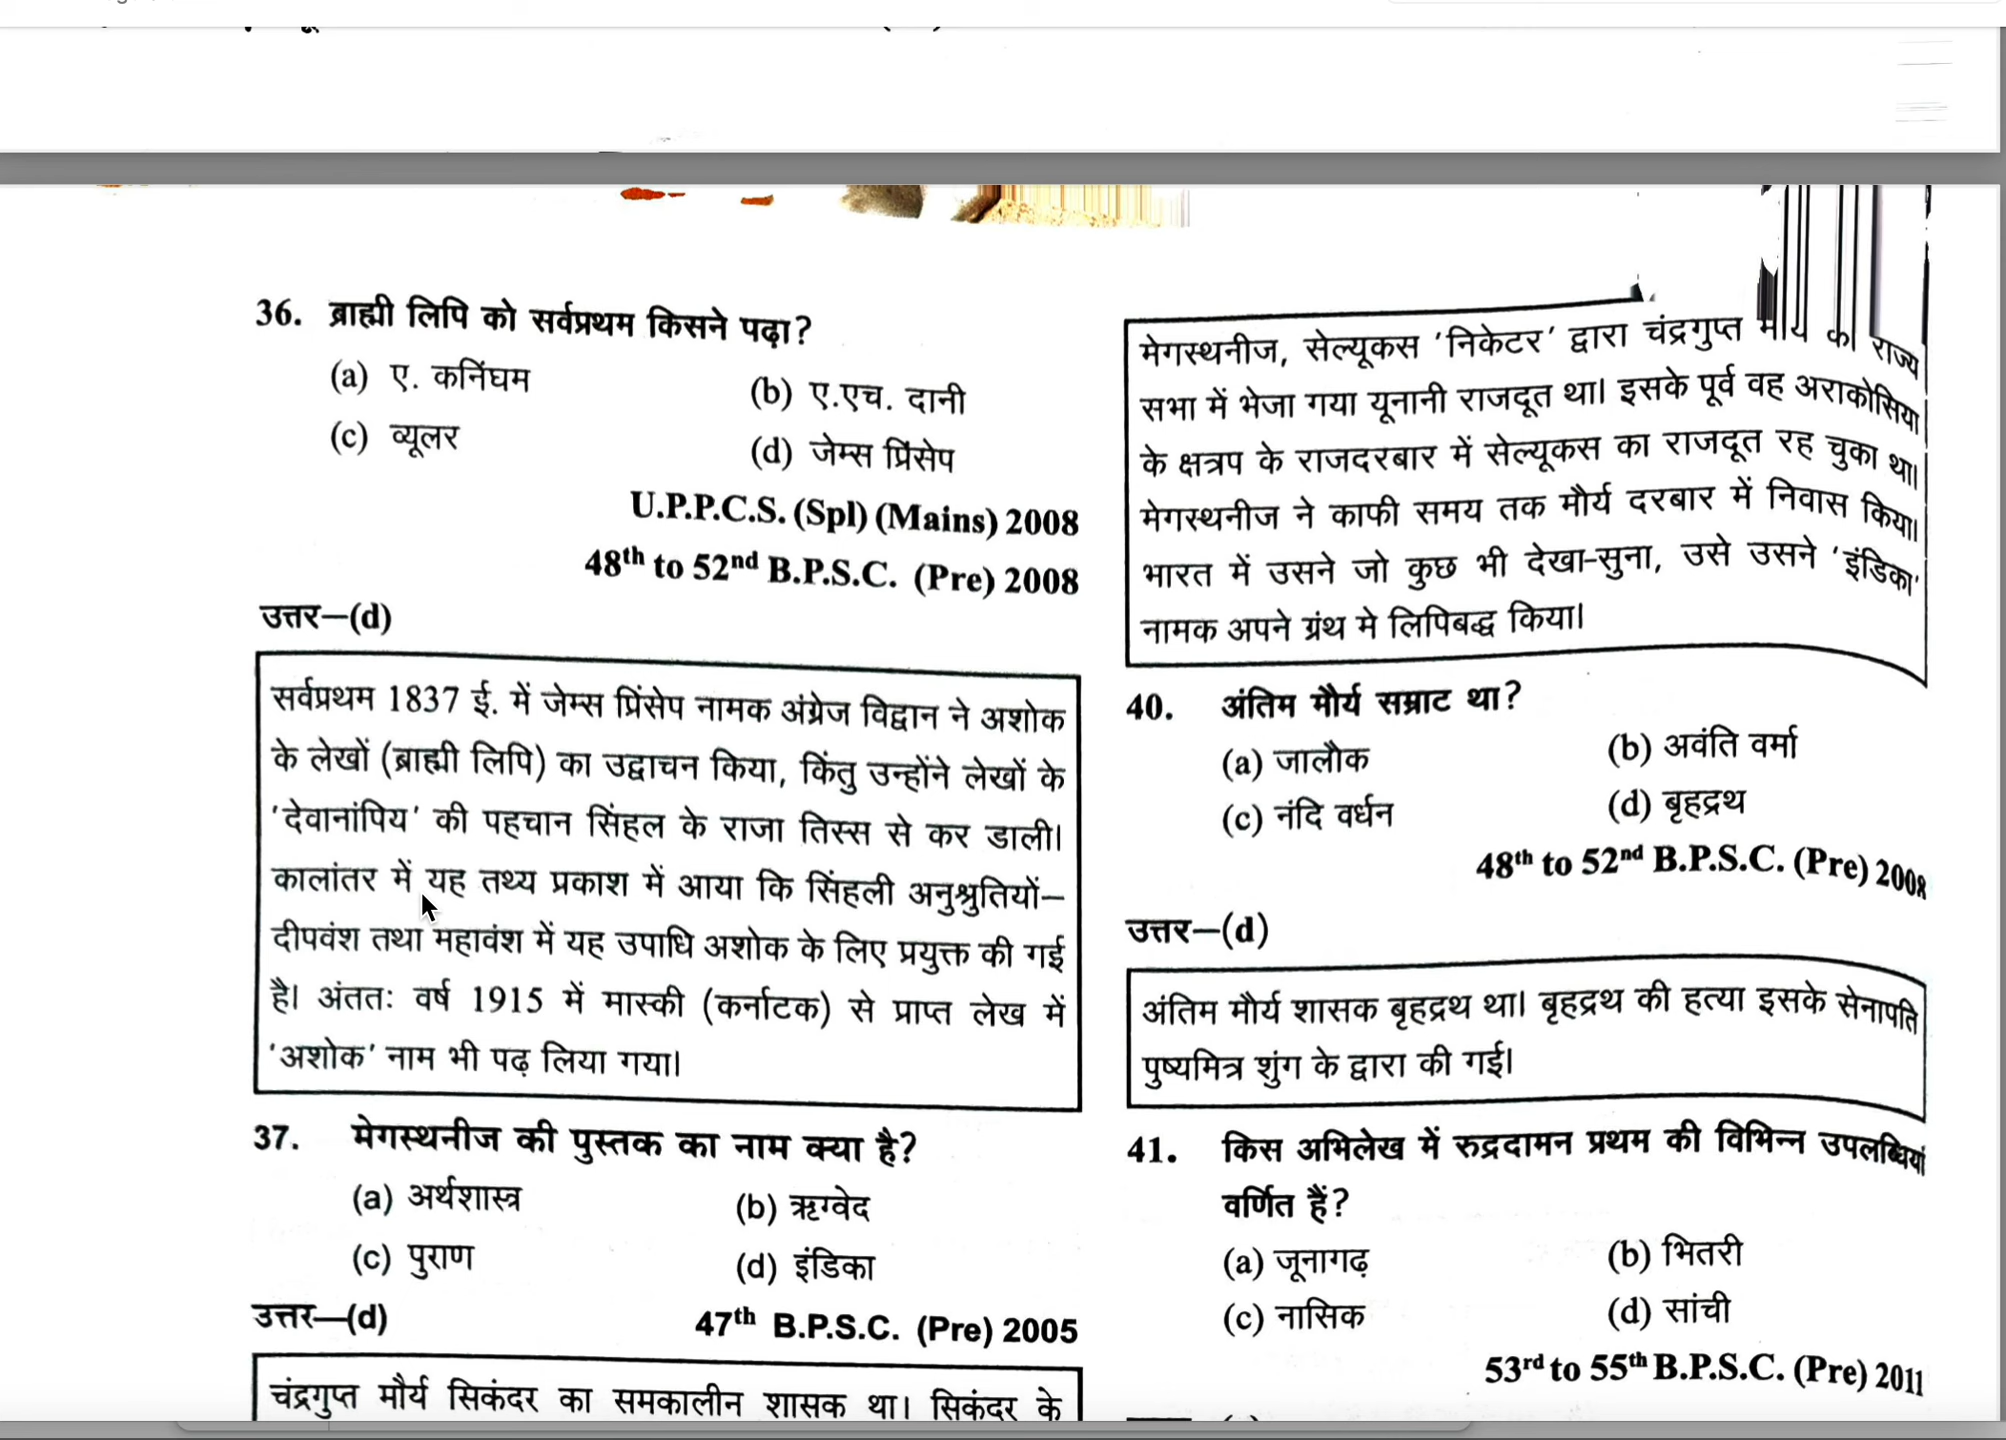 36. ब्राह्मी लिपि को सर्वप्रथम किसने पढ़ा?
(a) ए. कनिंघम
(b) ए.एच. दानी
(c) व्यूलर
(d) जेम्स प्रिंसेप
U.P.P.C.S. (Spl) (Mains) 2008
48th to 52nd B.P.S.C. (Pre) 2008
उत्तर—(d)
सर्वप्रथम 1837 ई. में जेम्स प्रिंसेप नामक अंग्रेज विद्वान ने अशोक
के लेखों (ब्राह्मी लिपि) का उद्वाचन किया, किंतु उन्होंने लेखों के
'देवानांपिय' की पहचान सिंहल के राजा तिस्स से कर डाली।
कालांतर में यह तथ्य प्रकाश में आया कि सिंहली अनुश्रुतियों—
दीपवंश तथा महावंश में यह उपाधि अशोक के लिए प्रयुक्त की गई
है। अंततः वर्ष 1915 में मास्की (कर्नाटक) से प्राप्त लेख में
'अशोक' नाम भी पढ़ लिया गया।
37. मेगस्थनीज की पुस्तक का नाम क्या है?
(a) अर्थशास्त्र
(b) ऋग्वेद
(c) पुराण
(d) इंडिका
उत्तर—(d) 47th B.P.S.C. (Pre) 2005
चंद्रगुप्त मौर्य सिकंदर का समकालीन शासक था। सिकंदर के
मेगस्थनीज, सेल्यूकस 'निकेटर' द्वारा चंद्रगुप्त मौर्य की राज्य
सभा में भेजा गया यूनानी राजदूत था। इसके पूर्व वह अराकोसिया
के क्षत्रप के राजदरबार में सेल्यूकस का राजदूत रह चुका था।
मेगस्थनीज ने काफी समय तक मौर्य दरबार में निवास किया।
भारत में उसने जो कुछ भी देखा-सुना, उसे उसने 'इंडिका'
नामक अपने ग्रंथ मे लिपिबद्ध किया।
40. अंतिम मौर्य सम्राट था?
(a) जालौक
(b) अवंति वर्मा
(c) नंदि वर्धन
(d) बृहद्रथ
48th to 52nd B.P.S.C. (Pre) 2008
उत्तर—(d)
अंतिम मौर्य शासक बृहद्रथ था। बृहद्रथ की हत्या इसके सेनापति
पुष्यमित्र शुंग के द्वारा की गई।
41. किस अभिलेख में रुद्रदामन प्रथम की विभिन्न उपलब्धियां
वर्णित हैं?
(a) जूनागढ़
(b) भितरी
(c) नासिक
(d) सांची
53rd to 55th B.P.S.C. (Pre) 2011